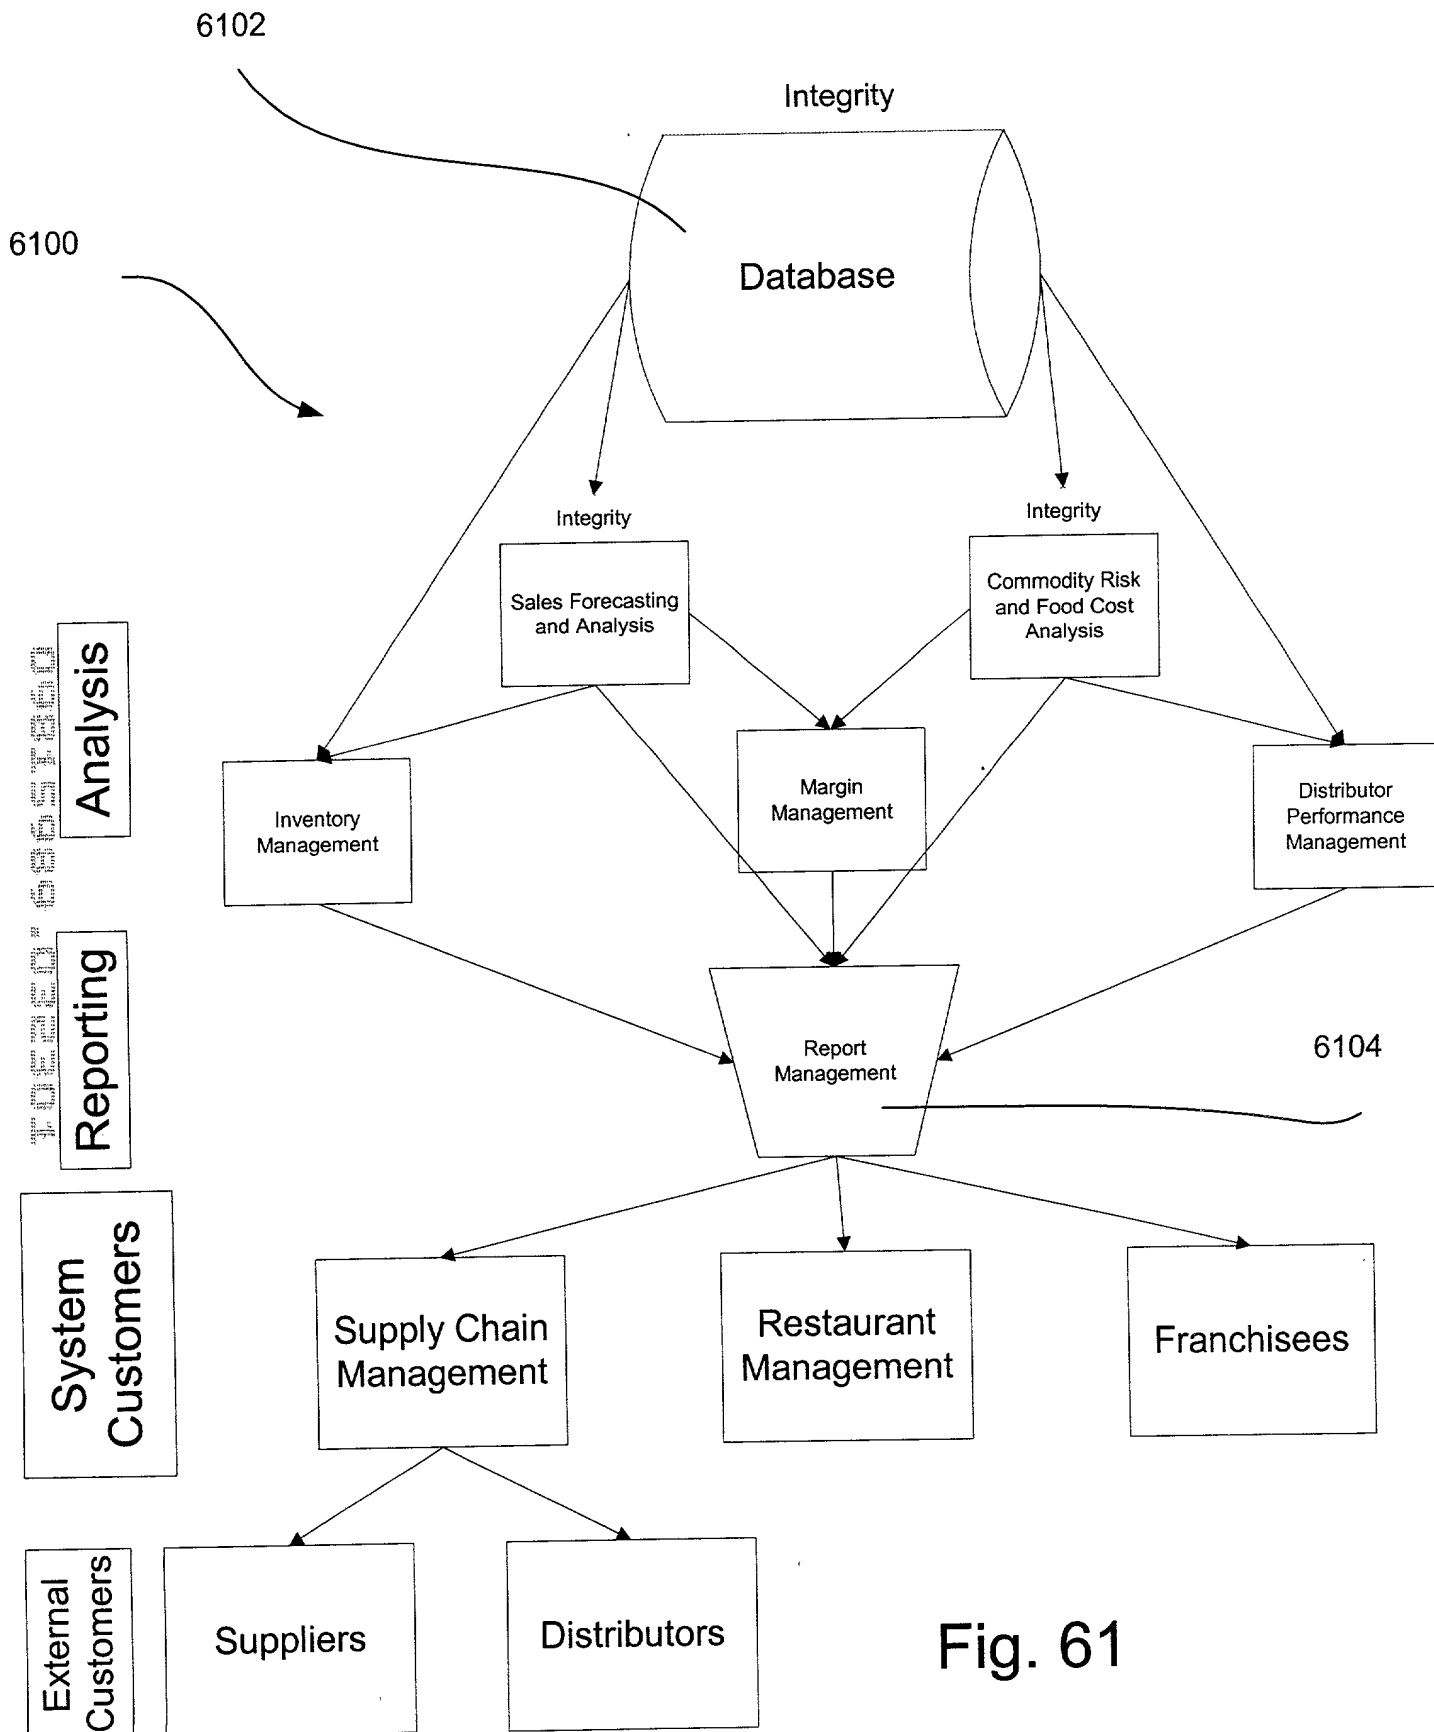 6102
Integrity
6100
Database
Integrity
Integrity
Sales Forecasting
and Analysis
Commodity Risk
and Food Cost
Analysis
Analysis
Inventory
Management
Margin
Management
Distributor
Performance
Management
Reporting
Report
Management
6104
System
Customers
Supply Chain
Management
Restaurant
Management
Franchisees
External
Customers
Suppliers
Distributors
Fig. 61